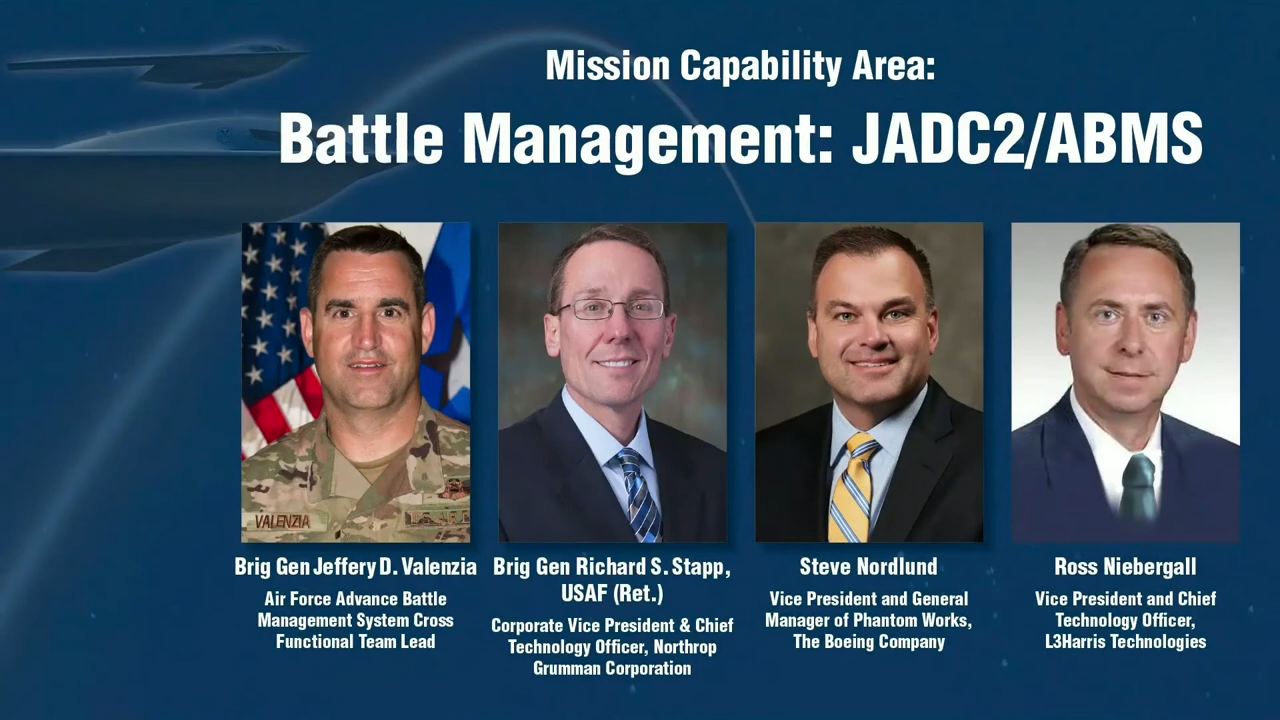 Mission Capability Area:
Battle Management: JADC2/ABMS
VALENZIA
Brig Gen Jeffery D. Valenzia
Air Force Advance Battle
Management System Cross
Functional Team Lead
Brig Gen Richard S. Stapp,
USAF (Ret.)
Corporate Vice President & Chief
Technology Officer, Northrop
Grumman Corporation
Steve Nordlund
Vice President and General
Manager of Phantom Works,
The Boeing Company
Ross Niebergall
Vice President and Chief
Technology Officer,
L3Harris Technologies